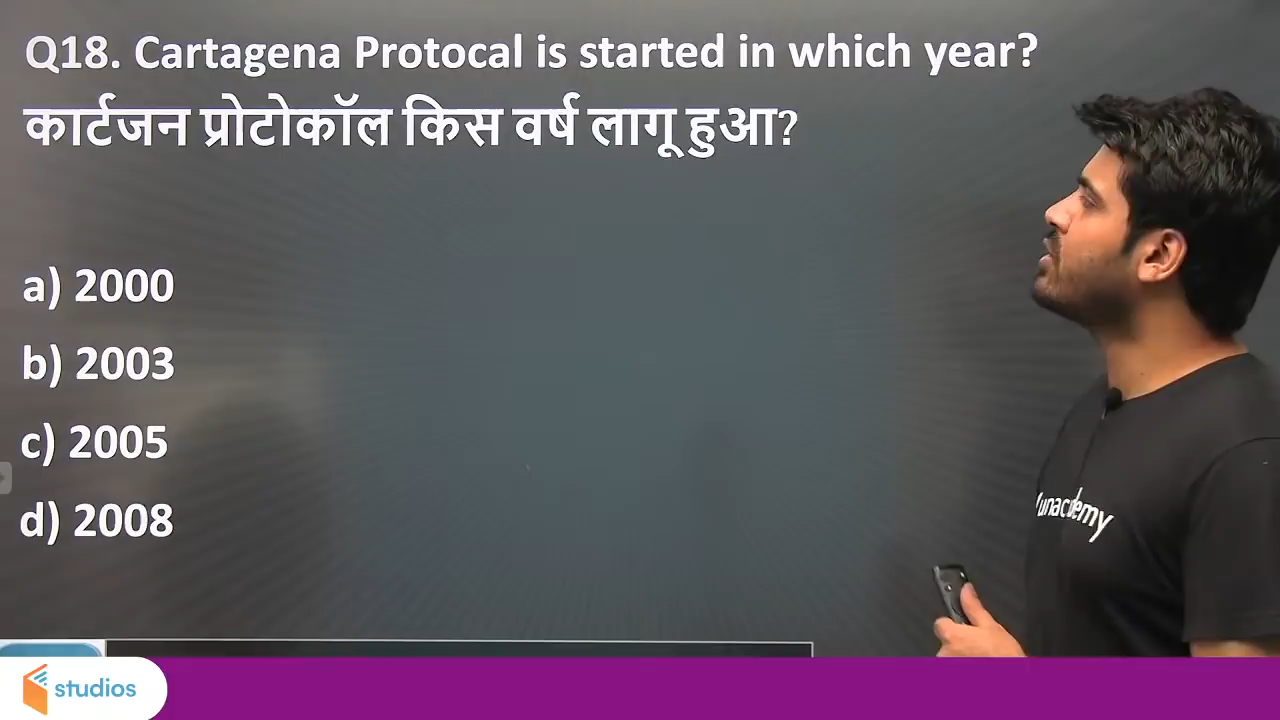 Q18. Cartagena Protocal is started in which year?
कार्टजन प्रोटोकॉल किस वर्ष लागू हुआ?
a) 2000
b) 2003
c) 2005
d) 2008
unacademy
studios